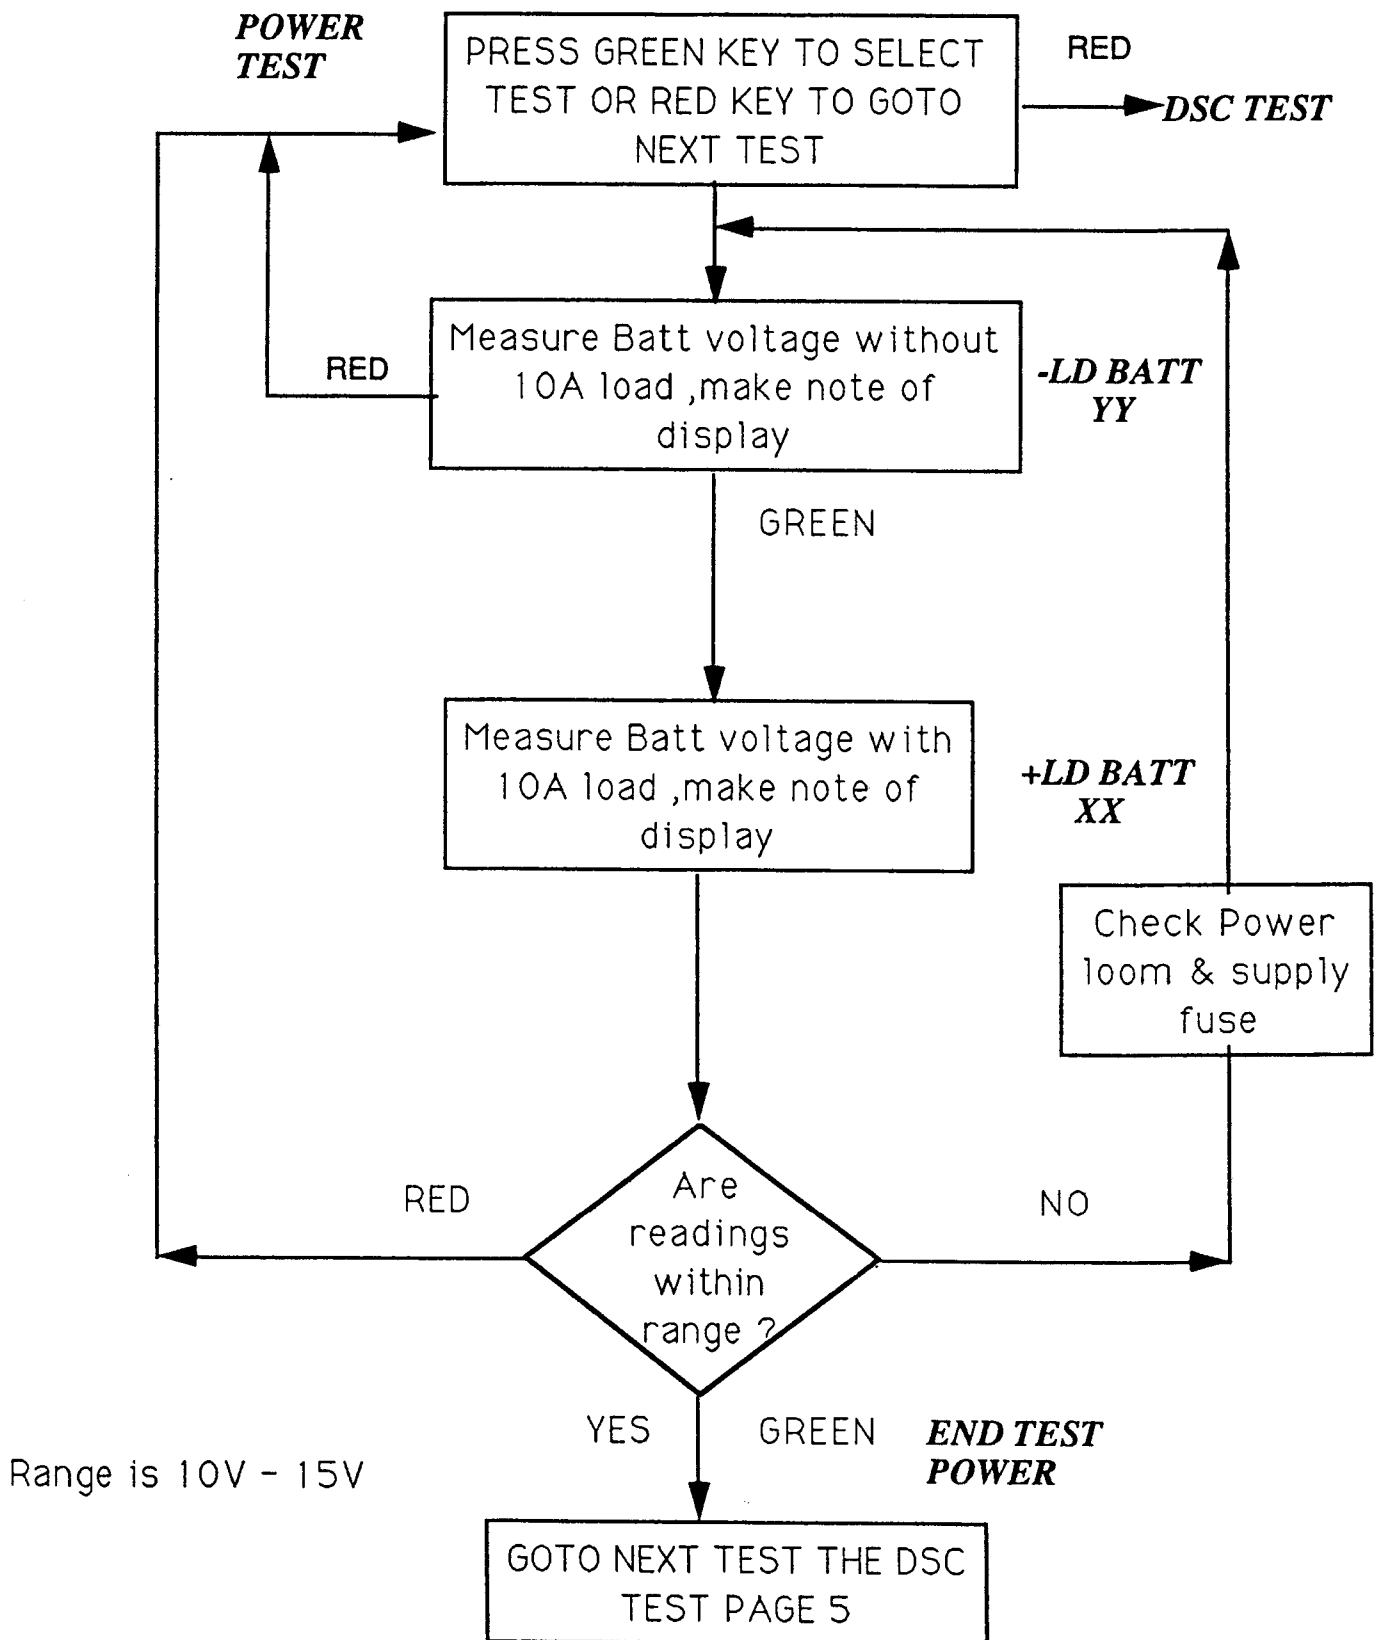 POWER
TEST
PRESS GREEN KEY TO SELECT
TEST OR RED KEY TO GOTO
NEXT TEST
RED
DSC TEST
Measure Batt voltage without
10A load ,make note of
display
RED
-LD BATT
YY
GREEN
Measure Batt voltage with
10A load ,make note of
display
+LD BATT
XX
Check Power
loom & supply
fuse
Are
readings
within
range ?
RED
NO
YES
GREEN
END TEST
POWER
Range is 10V - 15V
GOTO NEXT TEST THE DSC
TEST PAGE 5